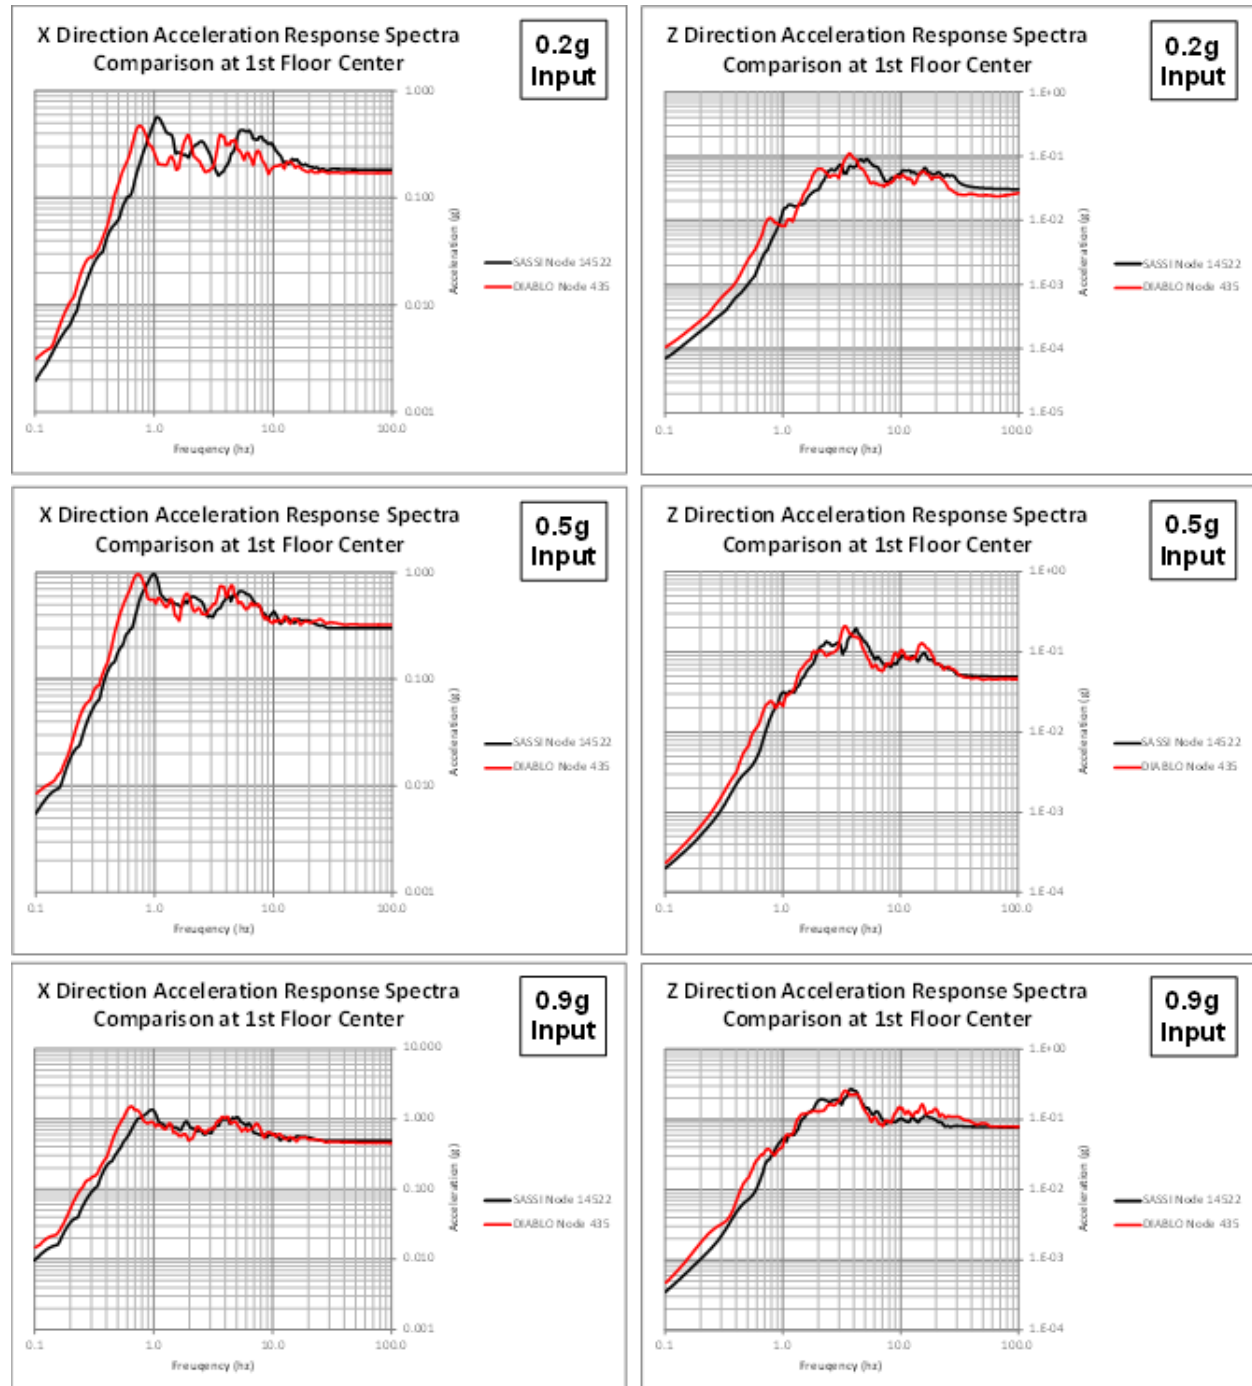 X Direction Acceleration Response Spectra
Comparison at 1st Floor Center
0.2g
Input
1.000
0.100
0.010
0.001
Acceleration (g)
SASSI Node 14522
DIABLO Node 435
0.1
1.0
10.0
100.0
Freuqency (hz)
Z Direction Acceleration Response Spectra
Comparison at 1st Floor Center
0.2g
Input
1.E+00
1.E-01
1.E-02
1.E-03
1.E-04
1.E-05
Acceleration (g)
SASSI Node 14522
DIABLO Node 435
0.1
1.0
10.0
100.0
Freuqency (hz)
X Direction Acceleration Response Spectra
Comparison at 1st Floor Center
0.5g
Input
1.000
0.100
0.010
0.001
Acceleration (g)
SASSI Node 14522
DIABLO Node 435
0.1
1.0
10.0
100.0
Freuqency (hz)
Z Direction Acceleration Response Spectra
Comparison at 1st Floor Center
0.5g
Input
1.E+00
1.E-01
1.E-02
1.E-03
1.E-04
Acceleration (g)
SASSI Node 14522
DIABLO Node 435
0.1
1.0
10.0
100.0
Freuqency (hz)
X Direction Acceleration Response Spectra
Comparison at 1st Floor Center
0.9g
Input
10.000
1.000
0.100
0.010
0.001
Acceleration (g)
SASSI Node 14522
DIABLO Node 435
0.1
1.0
10.0
100.0
Freuqency (hz)
Z Direction Acceleration Response Spectra
Comparison at 1st Floor Center
0.9g
Input
1.E+00
1.E-01
1.E-02
1.E-03
1.E-04
Acceleration (g)
SASSI Node 14522
DIABLO Node 435
0.1
1.0
10.0
100.0
Freuqency (hz)